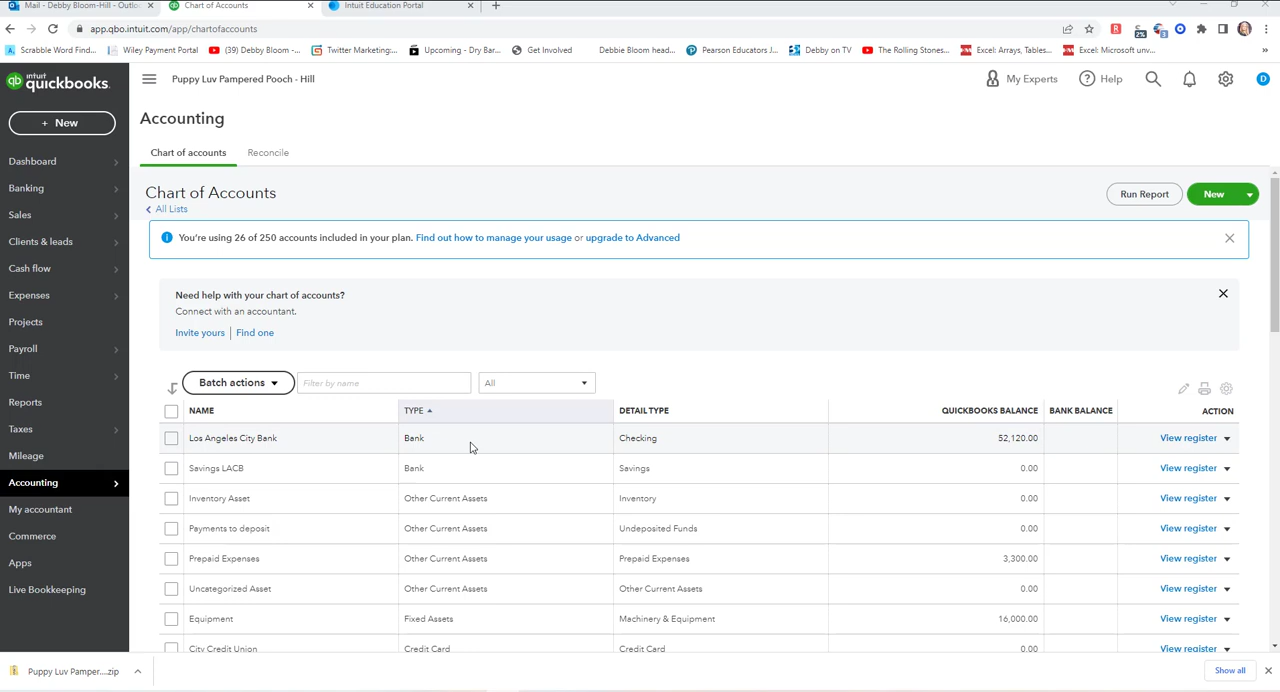 Mail - Debby Bloom-Hill - Outlo
Chart of Accounts
Intuit Education Portal
app.qbo.intuit.com/app/chartofaccounts
Scrabble Word Find...
Wiley Payment Portal
(39) Debby Bloom -...
Twitter Marketing:...
Upcoming - Dry Bar...
Get Involved
Debbie Bloom head...
Pearson Educators J...
Debby on TV
The Rolling Stones...
Excel: Arrays, Tables...
Excel: Microsoft unv...
qb intuit quickbooks.
Puppy Luv Pampered Pooch - Hill
My Experts
Help
D
+ New
Dashboard
Banking
Sales
Clients & leads
Cash flow
Expenses
Projects
Payroll
Time
Reports
Taxes
Mileage
Accounting
My accountant
Commerce
Apps
Live Bookkeeping
Accounting
Chart of accounts Reconcile
Chart of Accounts
All Lists
Run Report
New
You're using 26 of 250 accounts included in your plan. Find out how to manage your usage or upgrade to Advanced
Need help with your chart of accounts?
Connect with an accountant.
Invite yours Find one
Batch actions Filter by name All
NAME TYPE DETAIL TYPE QUICKBOOKS BALANCE BANK BALANCE ACTION
Los Angeles City Bank Bank Checking 52,120.00 View register
Savings LACB Bank Savings 0.00 View register
Inventory Asset Other Current Assets Inventory 0.00 View register
Payments to deposit Other Current Assets Undeposited Funds 0.00 View register
Prepaid Expenses Other Current Assets Prepaid Expenses 3,300.00 View register
Uncategorized Asset Other Current Assets Other Current Assets 0.00 View register
Equipment Fixed Assets Machinery & Equipment 16,000.00 View register
City Credit Union Credit Card Credit Card 0.00 View register
Puppy Luv Pamper....zip
Show all